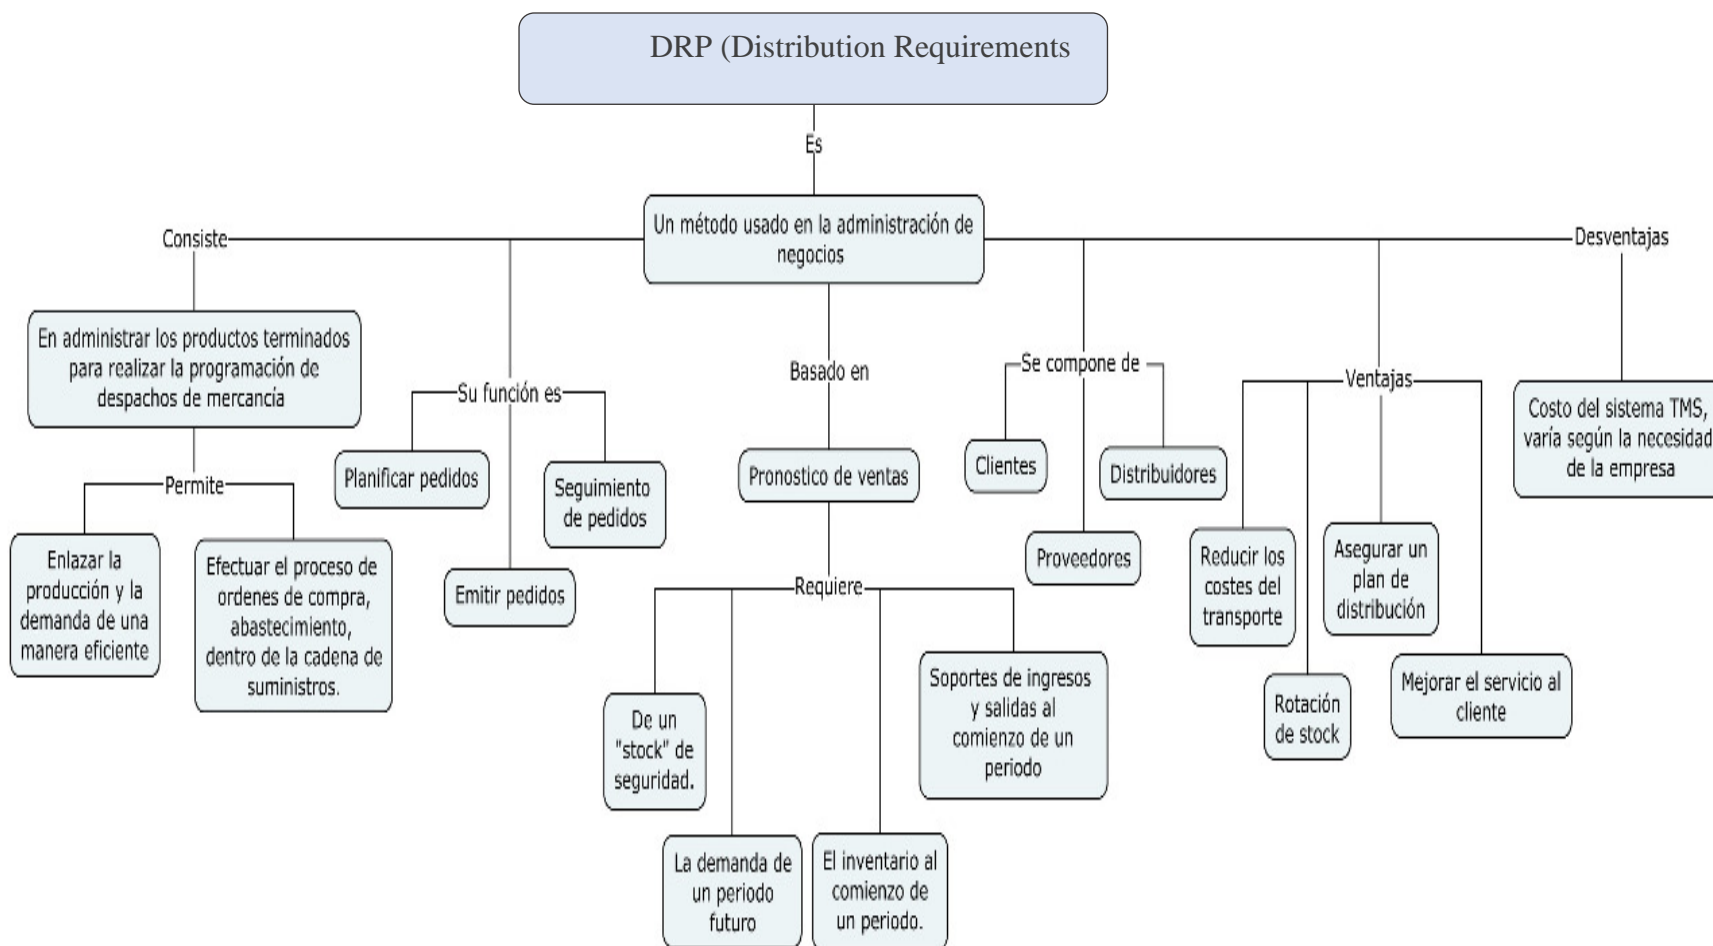 DRP (Distribution Requirements
Es
Un método usado en la administración de
negocios
Consiste
Desventajas
En administrar los productos terminados
para realizar la programación de
despachos de mercancía
Permite
Enlazar la
producción y la
demanda de una
manera eficiente
Efectuar el proceso de
ordenes de compra,
abastecimiento,
dentro de la cadena de
suministros.
Su función es
Planificar pedidos
Seguimiento
de pedidos
Emitir pedidos
Basado en
Pronostico de ventas
Requiere
De un
"stock" de
seguridad.
La demanda de
un periodo
futuro
El inventario al
comienzo de
un periodo.
Soportes de ingresos
y salidas al
comienzo de un
periodo
Se compone de
Clientes
Distribuidores
Proveedores
Ventajas
Reducir los
costes del
transporte
Asegurar un
plan de
distribución
Rotación
de stock
Mejorar el servicio al
cliente
Costo del sistema TMS,
varía según la necesidad
de la empresa